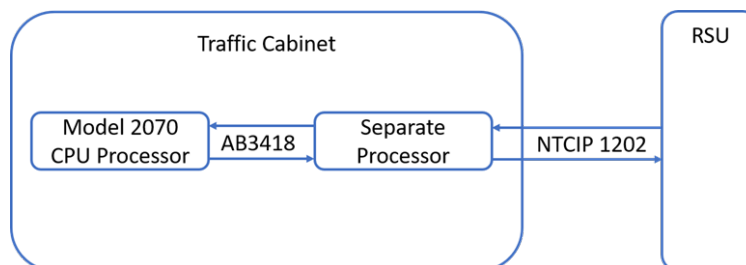 Traffic Cabinet
RSU
Model 2070
CPU Processor
AB3418
Separate
Processor
NTCIP 1202